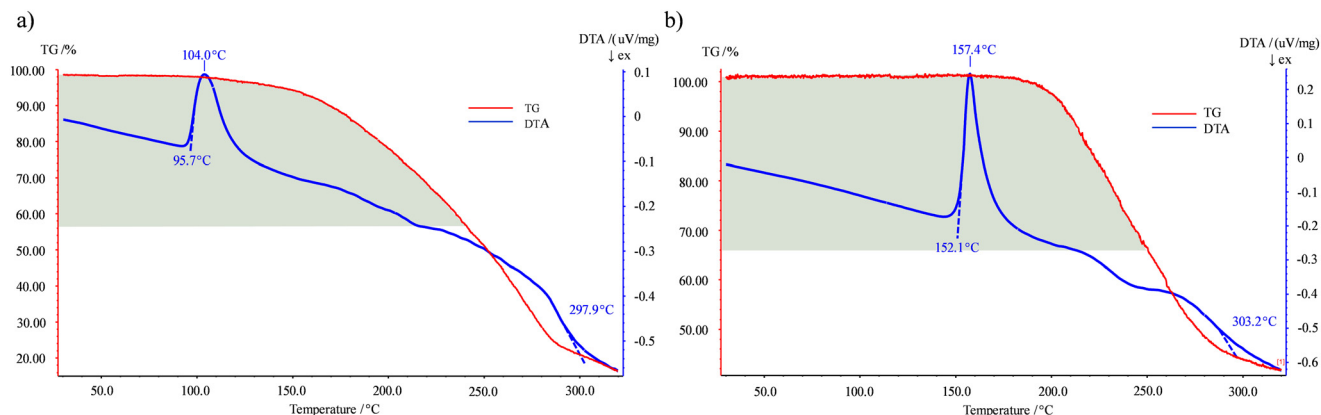 a)
TG /%
104.0°C
DTA /( uV/mg)
↓ ex
100.00
90.00
80.00
70.00
60.00
50.00
40.00
30.00
20.00
0.1
0
-0.1
-0.2
-0.3
-0.4
-0.5
TG
DTA
95.7°C
297.9°C
50.0
100.0
150.0
200.0
250.0
300.0
Temperature /°C
b)
TG /%
157.4°C
DTA / (uV/mg)
↓ ex
100.00
90.00
80.00
70.00
60.00
50.00
0.2
0.1
0
-0.1
-0.2
-0.3
-0.4
-0.5
-0.6
TG
DTA
152.1°C
303.2°C
[1]
50.0
100.0
150.0
200.0
250.0
300.0
Temperature /°C